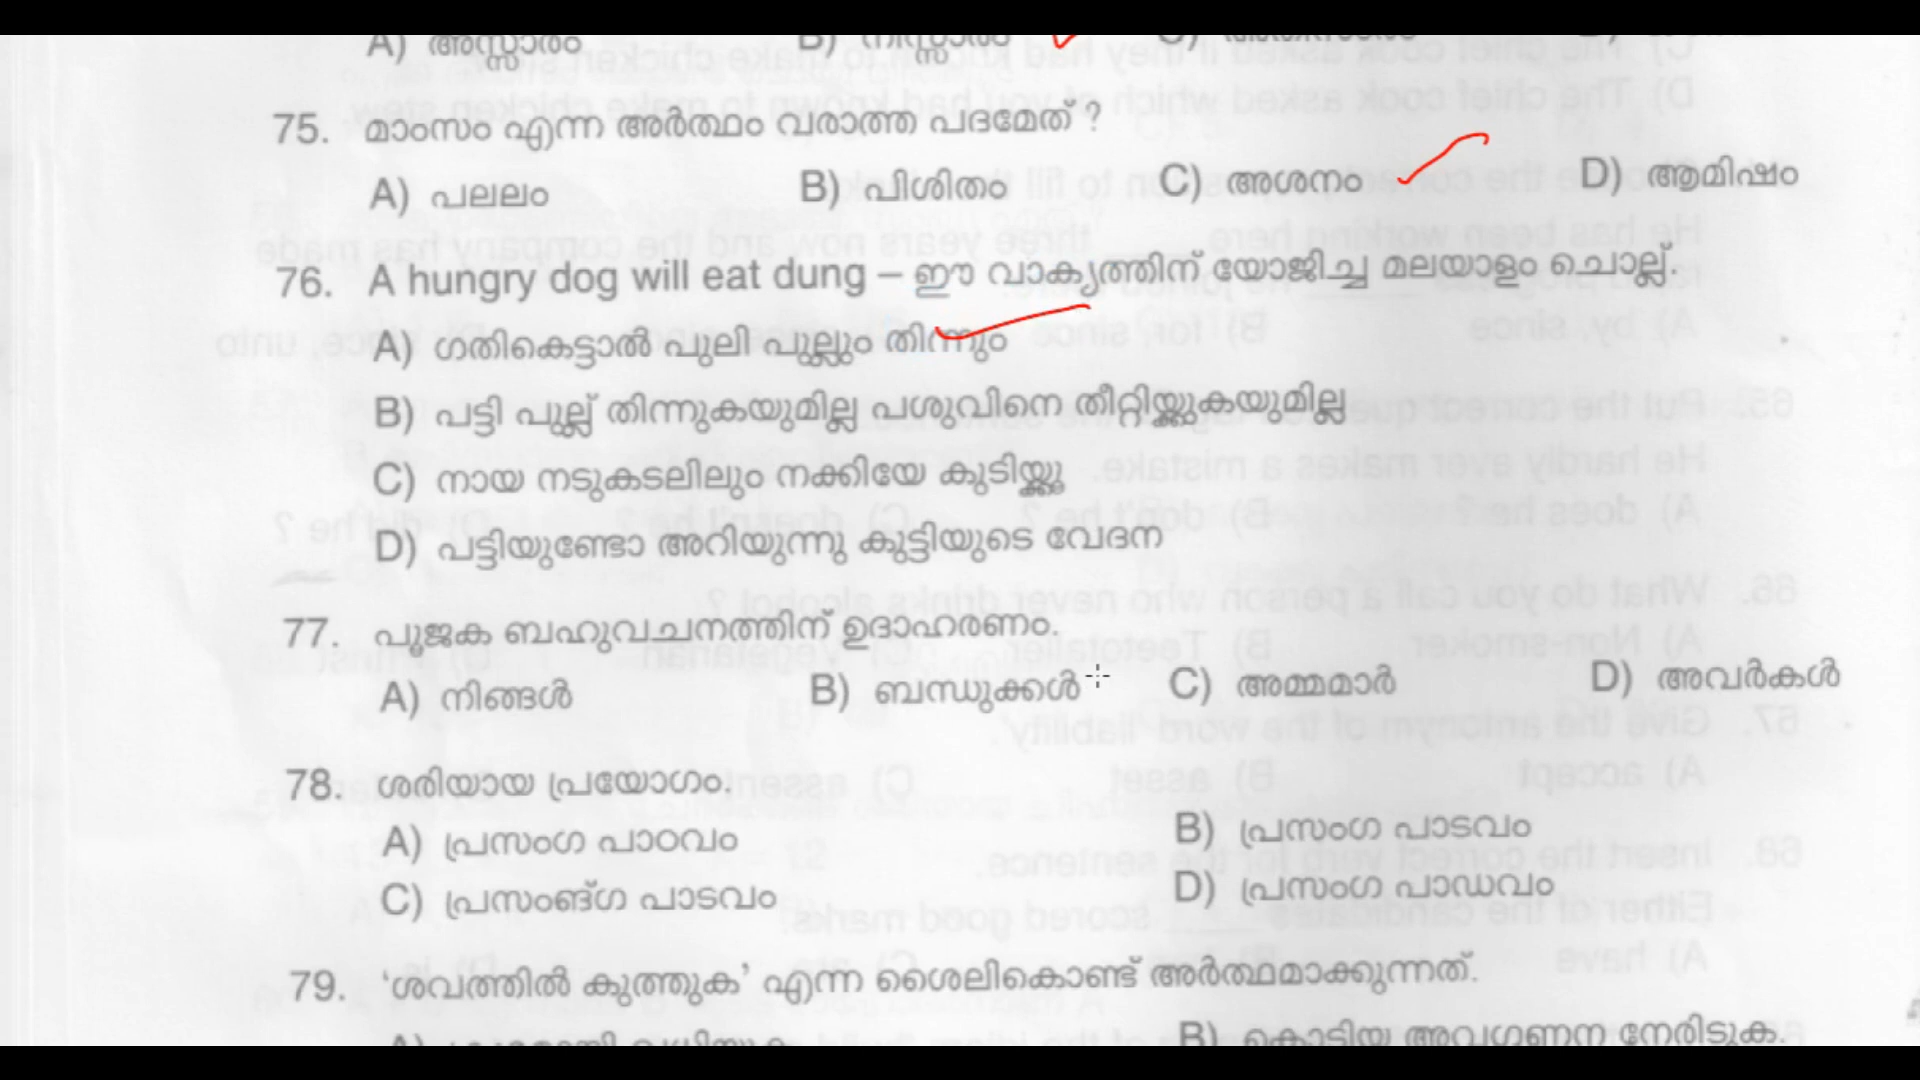 A) അസ്സാരം B) നിസ്സാരം
75. മാംസം എന്ന അർത്ഥം വരാത്ത പദമേത് ?
A) പലലം B) പിശിതം C) അശനം D) ആമിഷം
76. A hungry dog will eat dung – ഈ വാക്യത്തിന് യോജിച്ച മലയാളം ചൊല്ല്.
A) ഗതികെട്ടാൽ പുലി പുല്ലും തിന്നും
B) പട്ടി പുല്ല് തിന്നുകയുമില്ല പശുവിനെ തീറ്റിയ്ക്കുകയുമില്ല
C) നായ നടുകടലിലും നക്കിയേ കുടിയ്ക്കൂ
D) പട്ടിയുണ്ടോ അറിയുന്നു കുട്ടിയുടെ വേദന
77. പൂജക ബഹുവചനത്തിന് ഉദാഹരണം.
A) നിങ്ങൾ B) ബന്ധുക്കൾ C) അമ്മമാർ D) അവർകൾ
78. ശരിയായ പ്രയോഗം.
A) പ്രസംഗ പാഠവം B) പ്രസംഗ പാടവം
C) പ്രസംങ്ഗ പാടവം D) പ്രസംഗ പാഡവം
79. ‘ശവത്തിൽ കുത്തുക’ എന്ന ശൈലികൊണ്ട് അർത്ഥമാക്കുന്നത്.
B) കൊടിയ അവഗണന നേരിടുക.